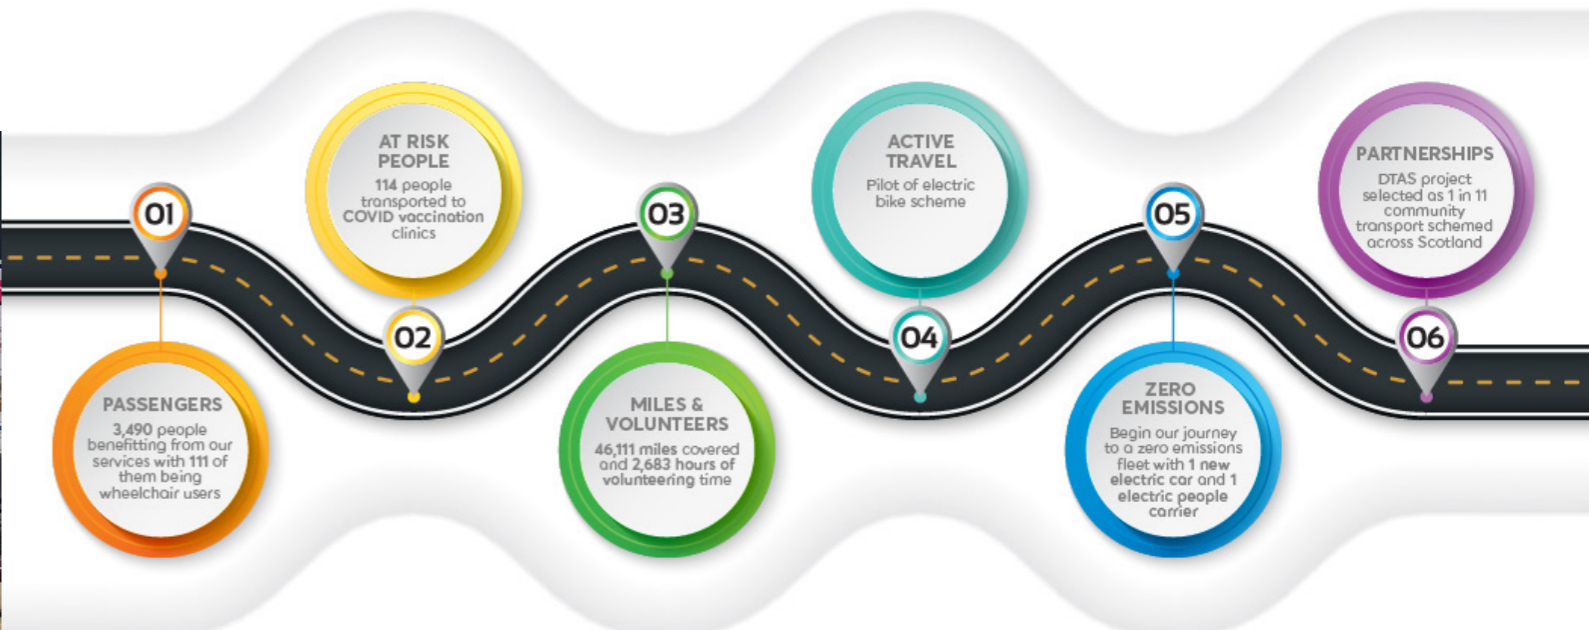 01
PASSENGERS
3,490 people
benefitting from our
services with 111 of
them being
wheelchair users
AT RISK
PEOPLE
114 people
transported to
COVID vaccination
clinics
02
03
MILES &
VOLUNTEERS
46,111 miles covered
and 2,683 hours of
volunteering time
ACTIVE
TRAVEL
Pilot of electric
bike scheme
04
05
ZERO
EMISSIONS
Begin our journey
to a zero emissions
fleet with 1 new
electric car and 1
electric people
carrier
PARTNERSHIPS
DTAS project
selected as 1 in 11
community
transport schemed
across Scotland
06